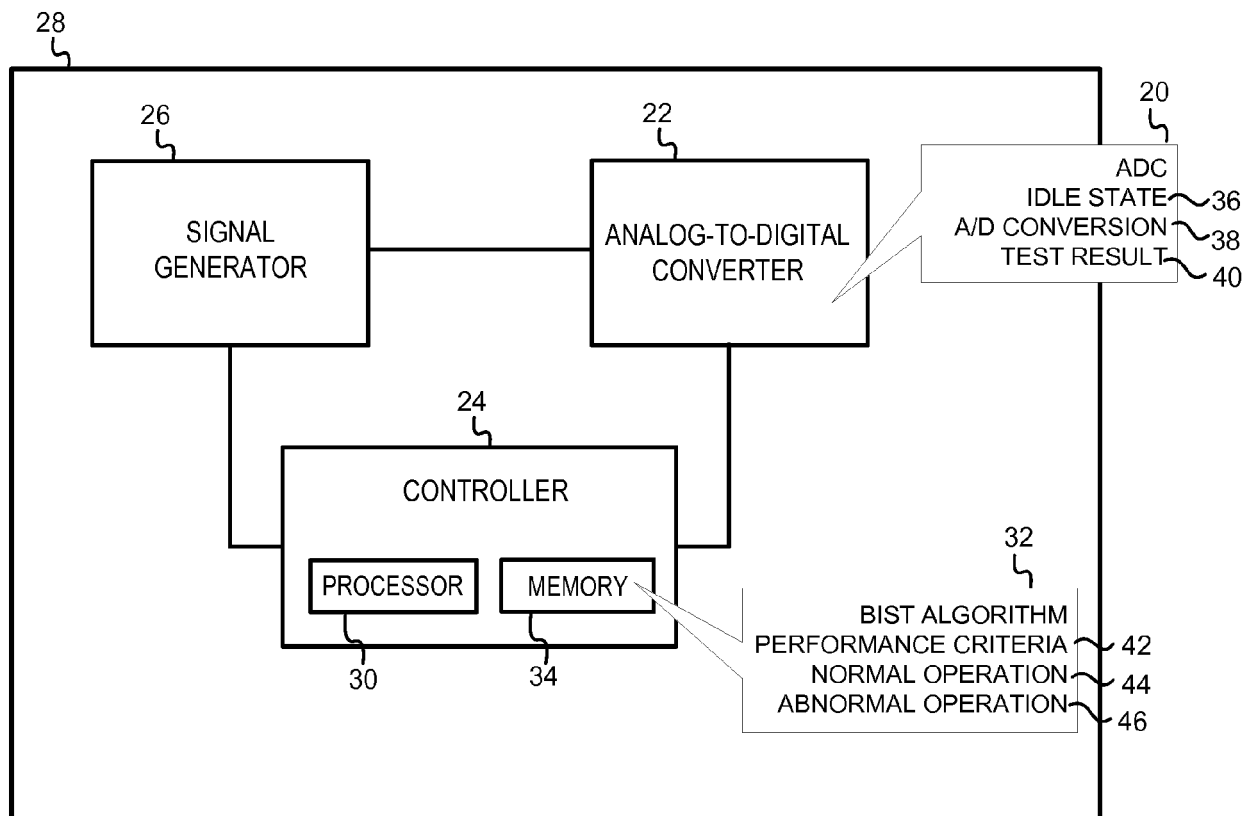 28
26
22
20
SIGNAL
GENERATOR
ANALOG-TO-DIGITAL
CONVERTER
ADC
IDLE STATE 36
A/D CONVERSION 38
TEST RESULT 40
24
CONTROLLER
PROCESSOR
MEMORY
30
34
32
BIST ALGORITHM
PERFORMANCE CRITERIA 42
NORMAL OPERATION 44
ABNORMAL OPERATION 46